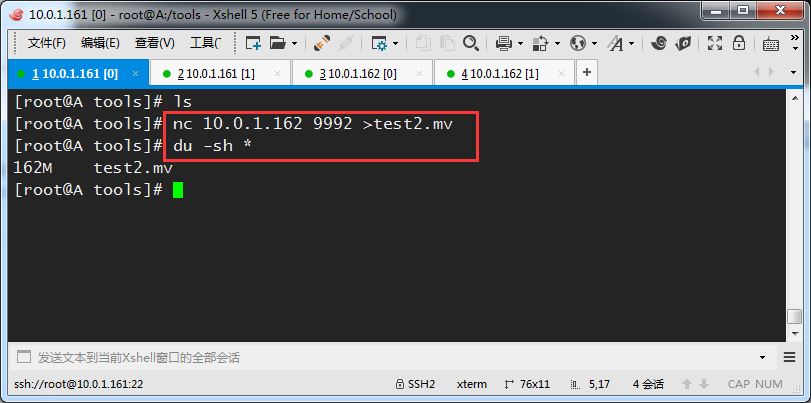 10.0.1.161 [0] - root@A:/tools - Xshell 5 (Free for Home/School)
文件(F) 编辑(E) 查看(V) 工具(
1 10.0.1.161 [0] 2 10.0.1.161 [1] 3 10.0.1.162 [0] 4 10.0.1.162 [1]
[root@A tools]# ls
[root@A tools]# nc 10.0.1.162 9992 >test2.mv
[root@A tools]# du -sh *
162M test2.mv
[root@A tools]#
发送文本到当前Xshell窗口的全部会话
ssh://root@10.0.1.161:22 SSH2 xterm 76x11 5,17 4 会话 CAP NUM